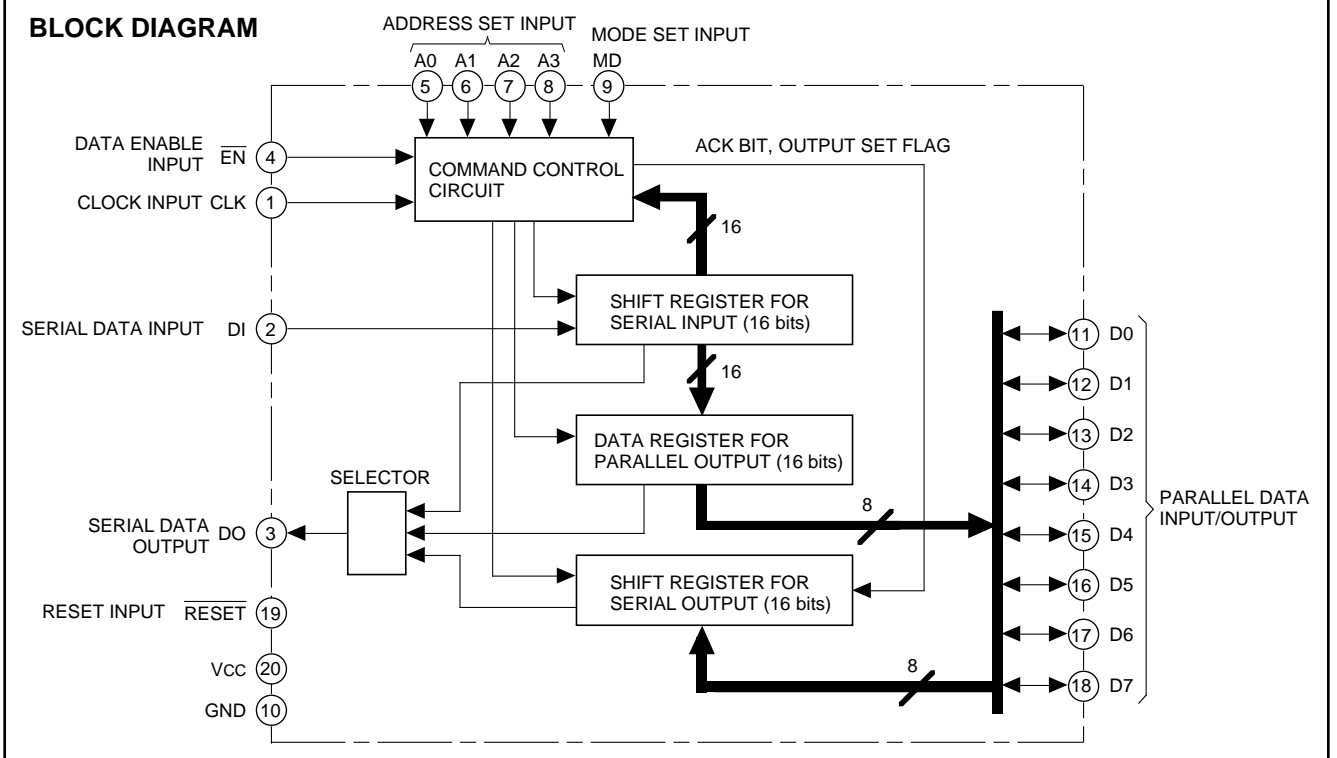 BLOCK DIAGRAM
ADDRESS SET INPUT
MODE SET INPUT
A0 A1 A2 A3 MD
5 6 7 8 9
DATA ENABLE
INPUT EN 4
CLOCK INPUT CLK 1
COMMAND CONTROL
CIRCUIT
ACK BIT, OUTPUT SET FLAG
16
SERIAL DATA INPUT DI 2
SHIFT REGISTER FOR
SERIAL INPUT (16 bits)
16
DATA REGISTER FOR
PARALLEL OUTPUT (16 bits)
SELECTOR
8
SERIAL DATA
OUTPUT DO 3
SHIFT REGISTER FOR
SERIAL OUTPUT (16 bits)
8
RESET INPUT RESET 19
Vcc 20
GND 10
11 D0
12 D1
13 D2
14 D3
15 D4
16 D5
17 D6
18 D7
PARALLEL DATA
INPUT/OUTPUT